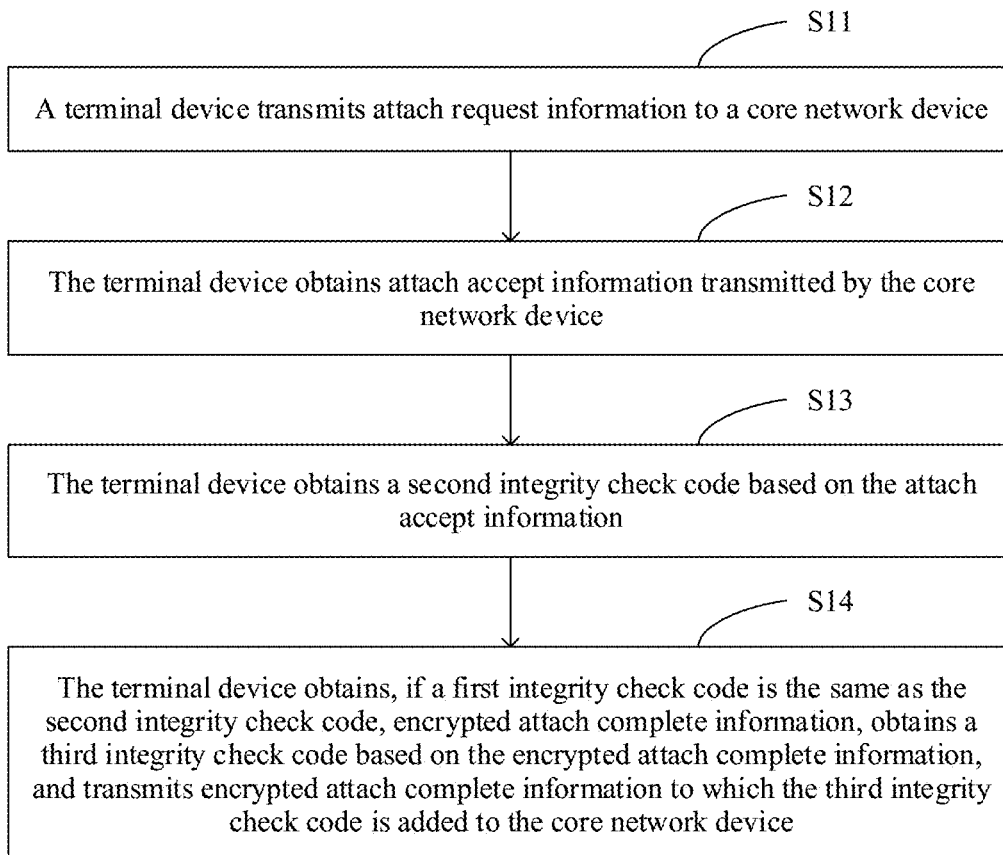 S11
A terminal device transmits attach request information to a core network device
S12
The terminal device obtains attach accept information transmitted by the core
network device
S13
The terminal device obtains a second integrity check code based on the attach
accept information
S14
The terminal device obtains, if a first integrity check code is the same as the
second integrity check code, encrypted attach complete information, obtains a
third integrity check code based on the encrypted attach complete information,
and transmits encrypted attach complete information to which the third integrity
check code is added to the core network device